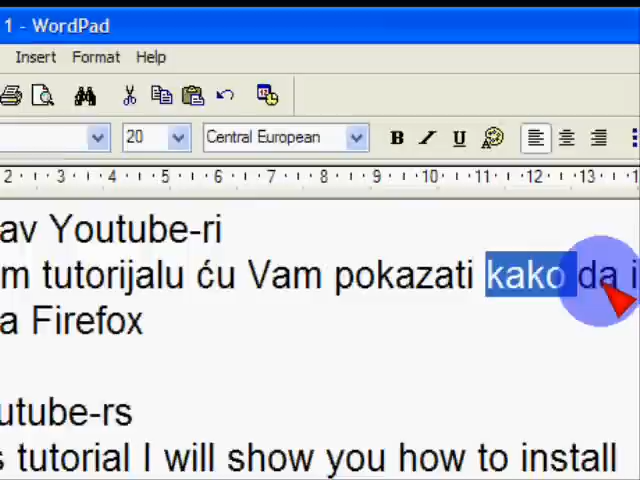 1 - WordPad
Insert Format Help
20 Central European B I U
2 3 4 5 6 7 8 9 10 11 12 13
av Youtube-ri
m tutorijalu ću Vam pokazati kako da i
a Firefox
utube-rs
s tutorial I will show you how to install